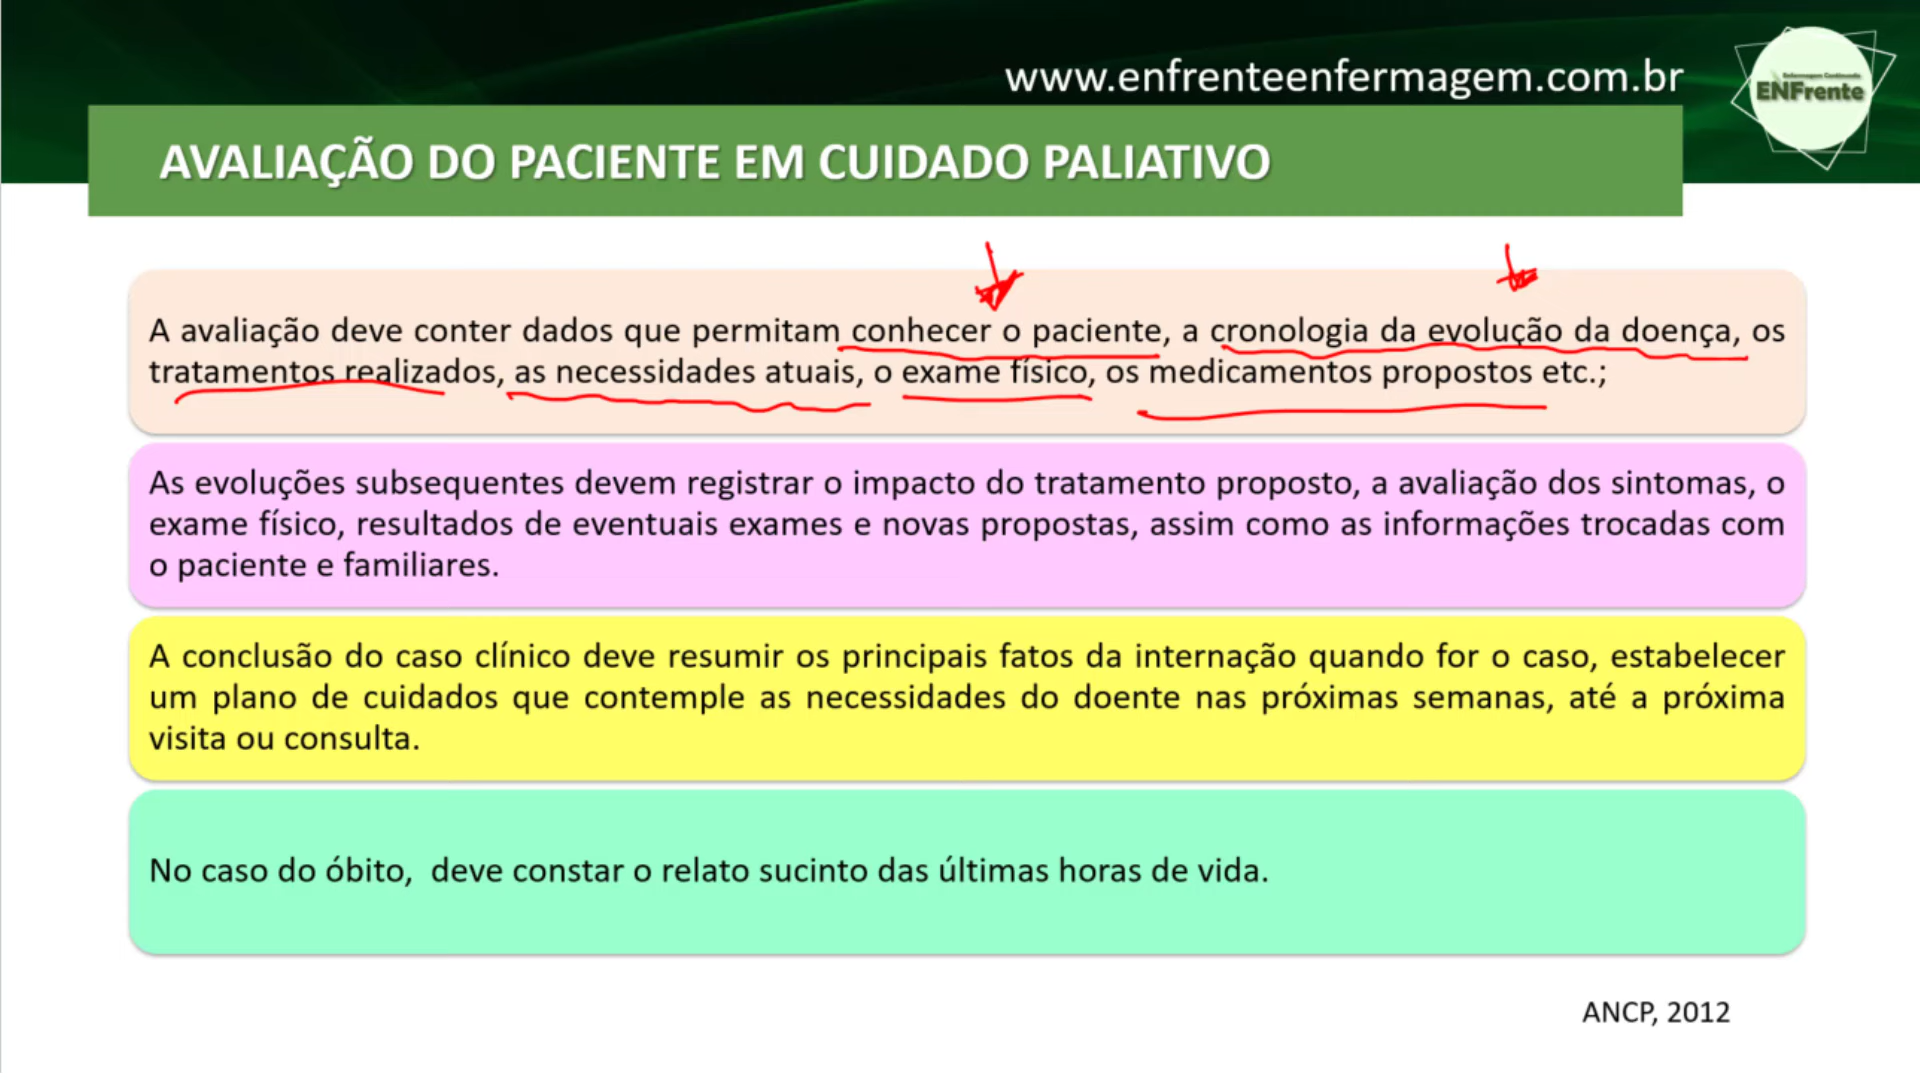 www.enfrenteenfermagem.com.br
Enfermagem Continuada
ENFrente
AVALIAÇÃO DO PACIENTE EM CUIDADO PALIATIVO
A avaliação deve conter dados que permitam conhecer o paciente, a cronologia da evolução da doença, os
tratamentos realizados, as necessidades atuais, o exame físico, os medicamentos propostos etc.;
As evoluções subsequentes devem registrar o impacto do tratamento proposto, a avaliação dos sintomas, o
exame físico, resultados de eventuais exames e novas propostas, assim como as informações trocadas com
o paciente e familiares.
A conclusão do caso clínico deve resumir os principais fatos da internação quando for o caso, estabelecer
um plano de cuidados que contemple as necessidades do doente nas próximas semanas, até a próxima
visita ou consulta.
No caso do óbito,  deve constar o relato sucinto das últimas horas de vida.
ANCP, 2012